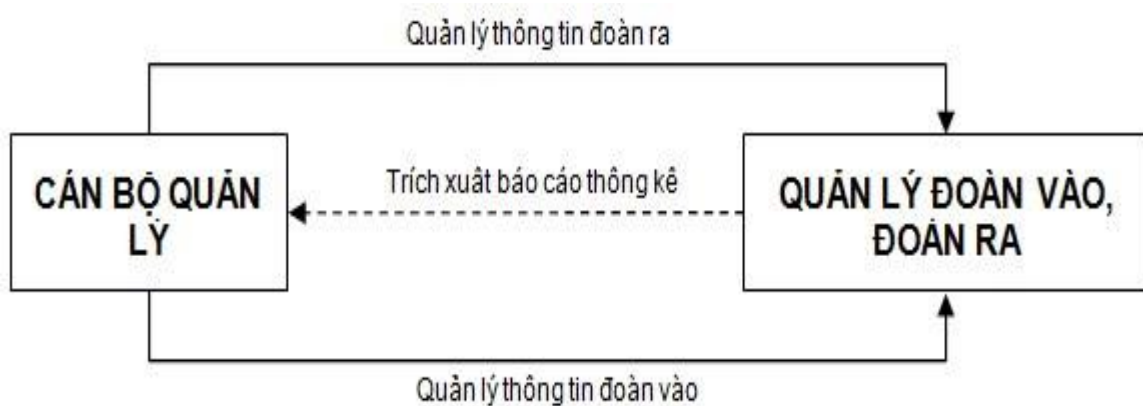 Quản lý thông tin đoàn ra
CÁN BỘ QUẢN
LÝ
Trích xuất báo cáo thông kê
QUẢN LÝ ĐOÀN VÀO,
ĐOÀN RA
Quản lý thông tin đoàn vào